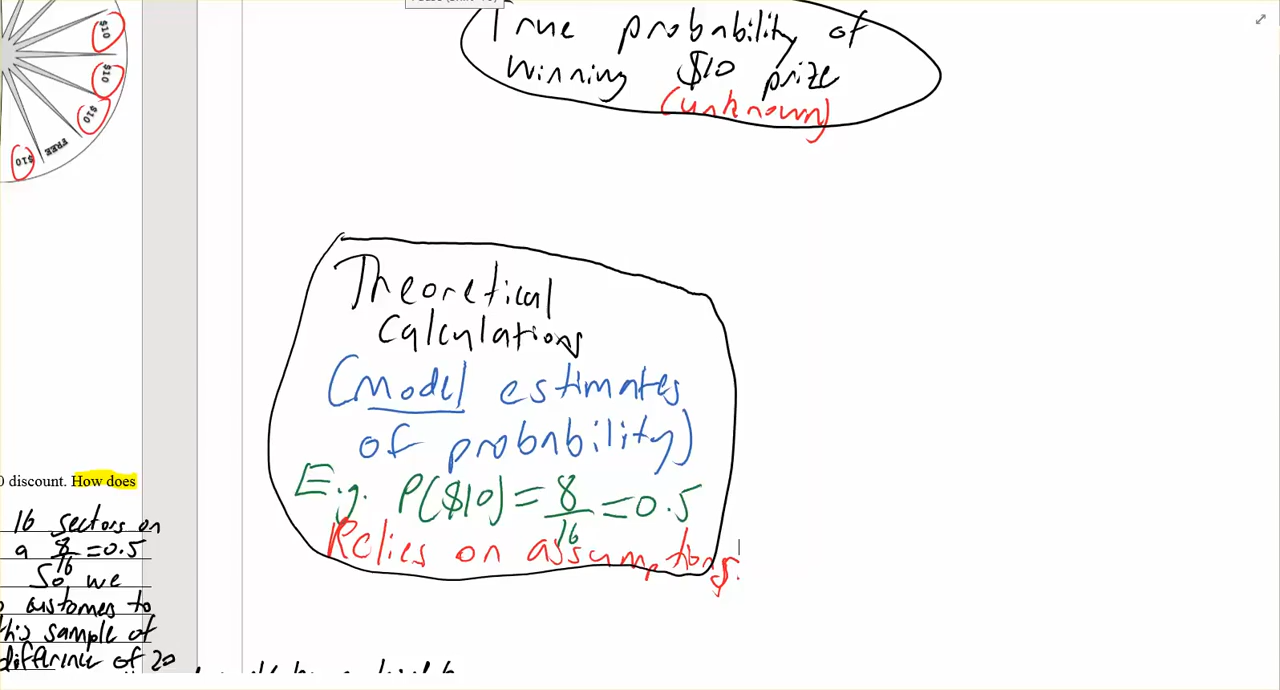 $10
$10
$10
FREE
$10
True probability of
winning $10 prize
(unknown)
Theoretical
Calculations
(model estimates
of probability)
E.g. P($10) = 8/16 = 0.5
Relies on assumptions.
0 discount. How does
16 sectors on
a 8/16 = 0.5
So, we
customes to
this sample of
difference of 20